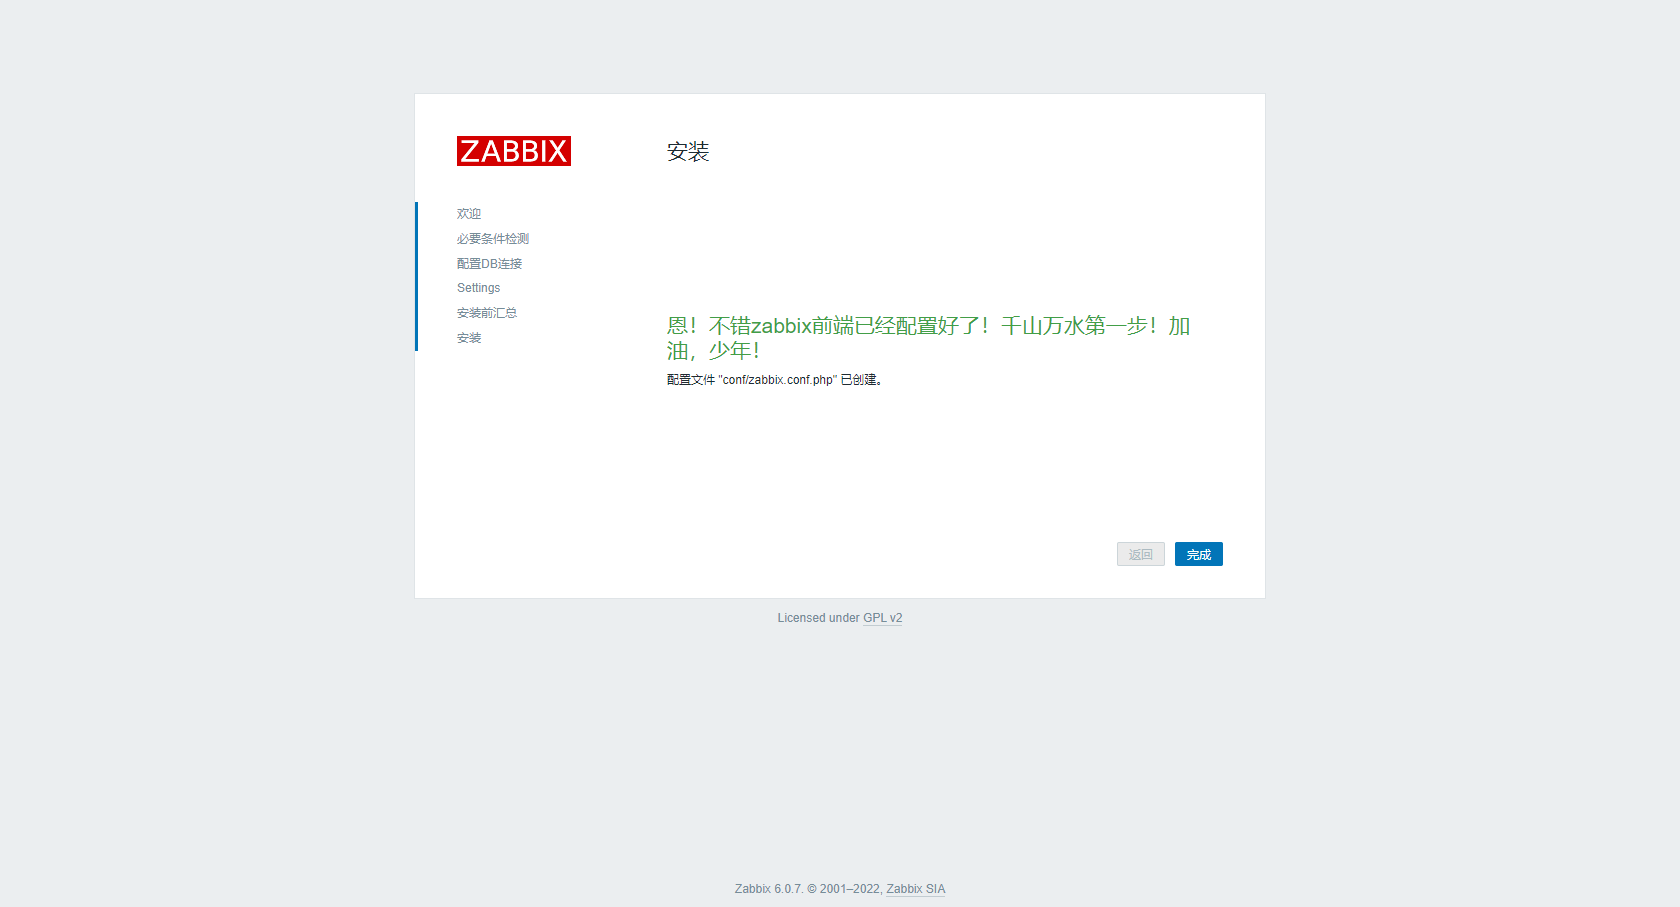 ZABBIX
安装
欢迎
必要条件检测
配置DB连接
Settings
安装前汇总
安装
恩！不错zabbix前端已经配置好了！千山万水第一步！加
油，少年！
配置文件 "conf/zabbix.conf.php" 已创建。
返回
完成
Licensed under GPL v2
Zabbix 6.0.7. © 2001–2022, Zabbix SIA